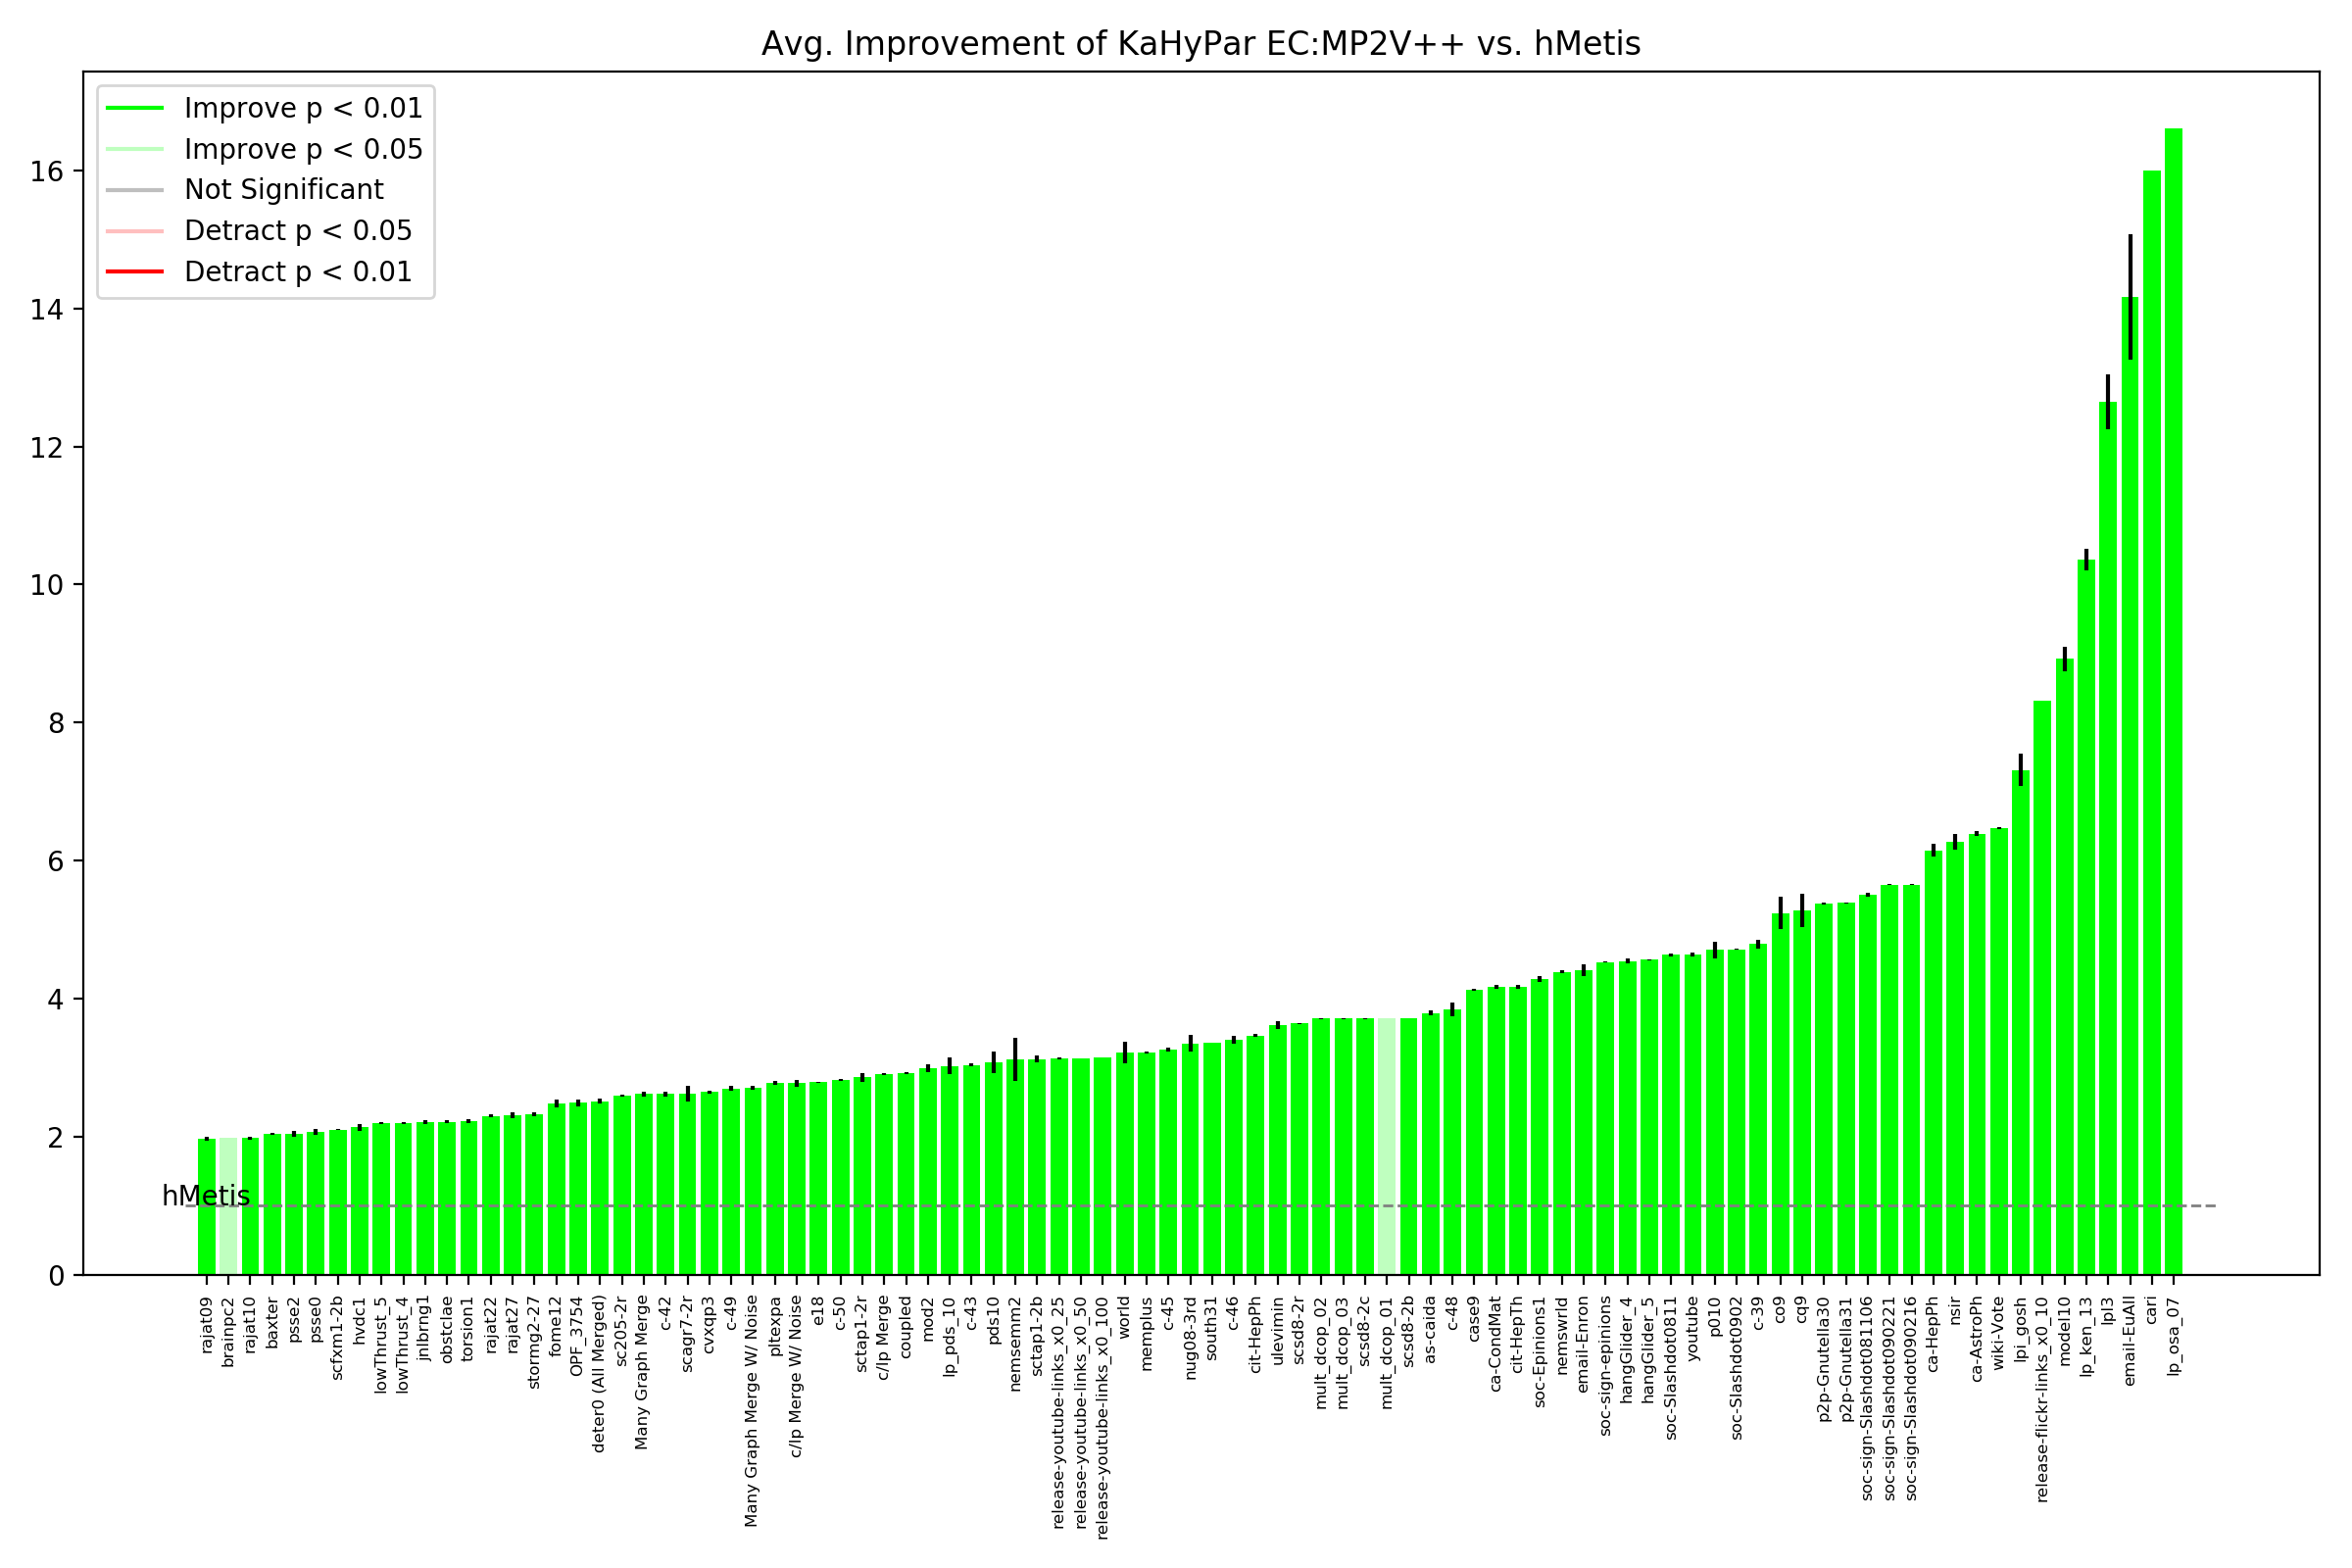 Avg. Improvement of KaHyPar EC:MP2V++ vs. hMetis
Improve p < 0.01
Improve p < 0.05
Not Significant
Detract p < 0.05
Detract p < 0.01
16
14
12
10
8
6
4
2
0
hMetis
rajat09
brainpc2
rajat10
baxter
psse2
psse0
scfxm1-2b
hvdc1
lowThrust_5
lowThrust_4
jnlbrng1
obstclae
torsion1
rajat22
rajat27
stormg2-27
fome12
OPF_3754
deter0 (All Merged)
sc205-2r
Many Graph Merge
c-42
scagr7-2r
cvxqp3
c-49
Many Graph Merge W/ Noise
pltexpa
c/lp Merge W/ Noise
e18
c-50
sctap1-2r
c/lp Merge
coupled
mod2
lp_pds_10
c-43
pds10
nemsemm2
sctap1-2b
release-youtube-links_x0_25
release-youtube-links_x0_50
release-youtube-links_x0_100
world
memplus
c-45
nug08-3rd
south31
c-46
cit-HepPh
ulevimin
scsd8-2r
mult_dcop_02
mult_dcop_03
scsd8-2c
mult_dcop_01
scsd8-2b
as-caida
c-48
case9
ca-CondMat
cit-HepTh
soc-Epinions1
nemswrld
email-Enron
soc-sign-epinions
hangGlider_4
hangGlider_5
soc-Slashdot0811
youtube
p010
soc-Slashdot0902
c-39
co9
cq9
p2p-Gnutella30
p2p-Gnutella31
soc-sign-Slashdot081106
soc-sign-Slashdot090221
soc-sign-Slashdot090216
ca-HepPh
nsir
ca-AstroPh
wiki-Vote
lpi_gosh
release-flickr-links_x0_10
model10
lp_ken_13
lpl3
email-EuAll
cari
lp_osa_07